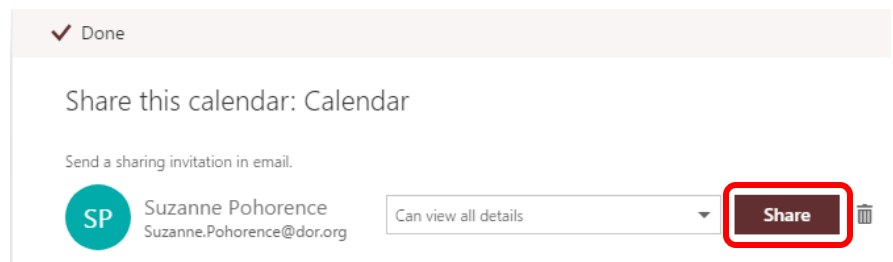 Done
Share this calendar: Calendar
Send a sharing invitation in email.
SP
Suzanne Pohorence
Suzanne.Pohorence@dor.org
Can view all details
Share